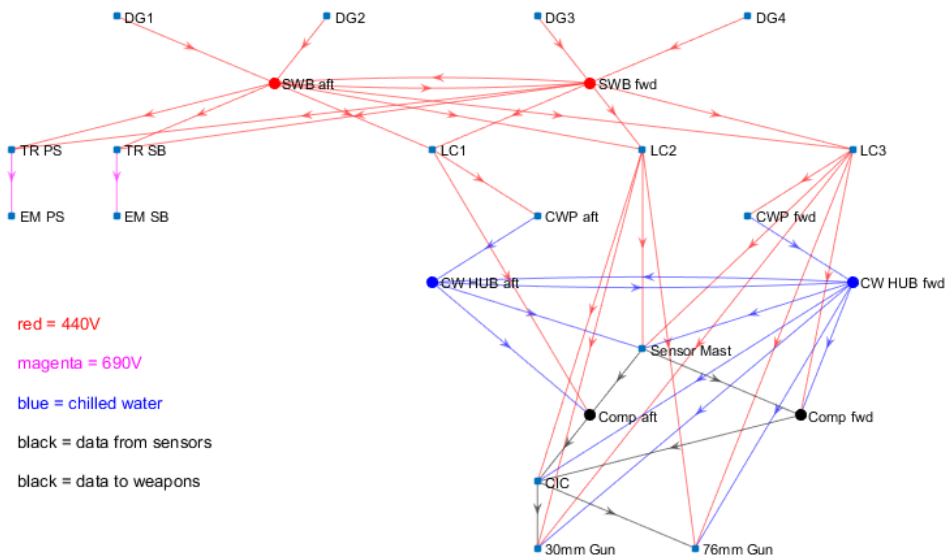 DG1
DG2
DG3
DG4
SWB aft
SWB fwd
TR PS
TR SB
LC1
LC2
LC3
EM PS
EM SB
CWP aft
CWP fwd
CW HUB aft
CW HUB fwd
red = 440V
Sensor Mast
magenta = 690V
blue = chilled water
Comp aft
Comp fwd
black = data from sensors
black = data to weapons
CIC
30mm Gun
76mm Gun